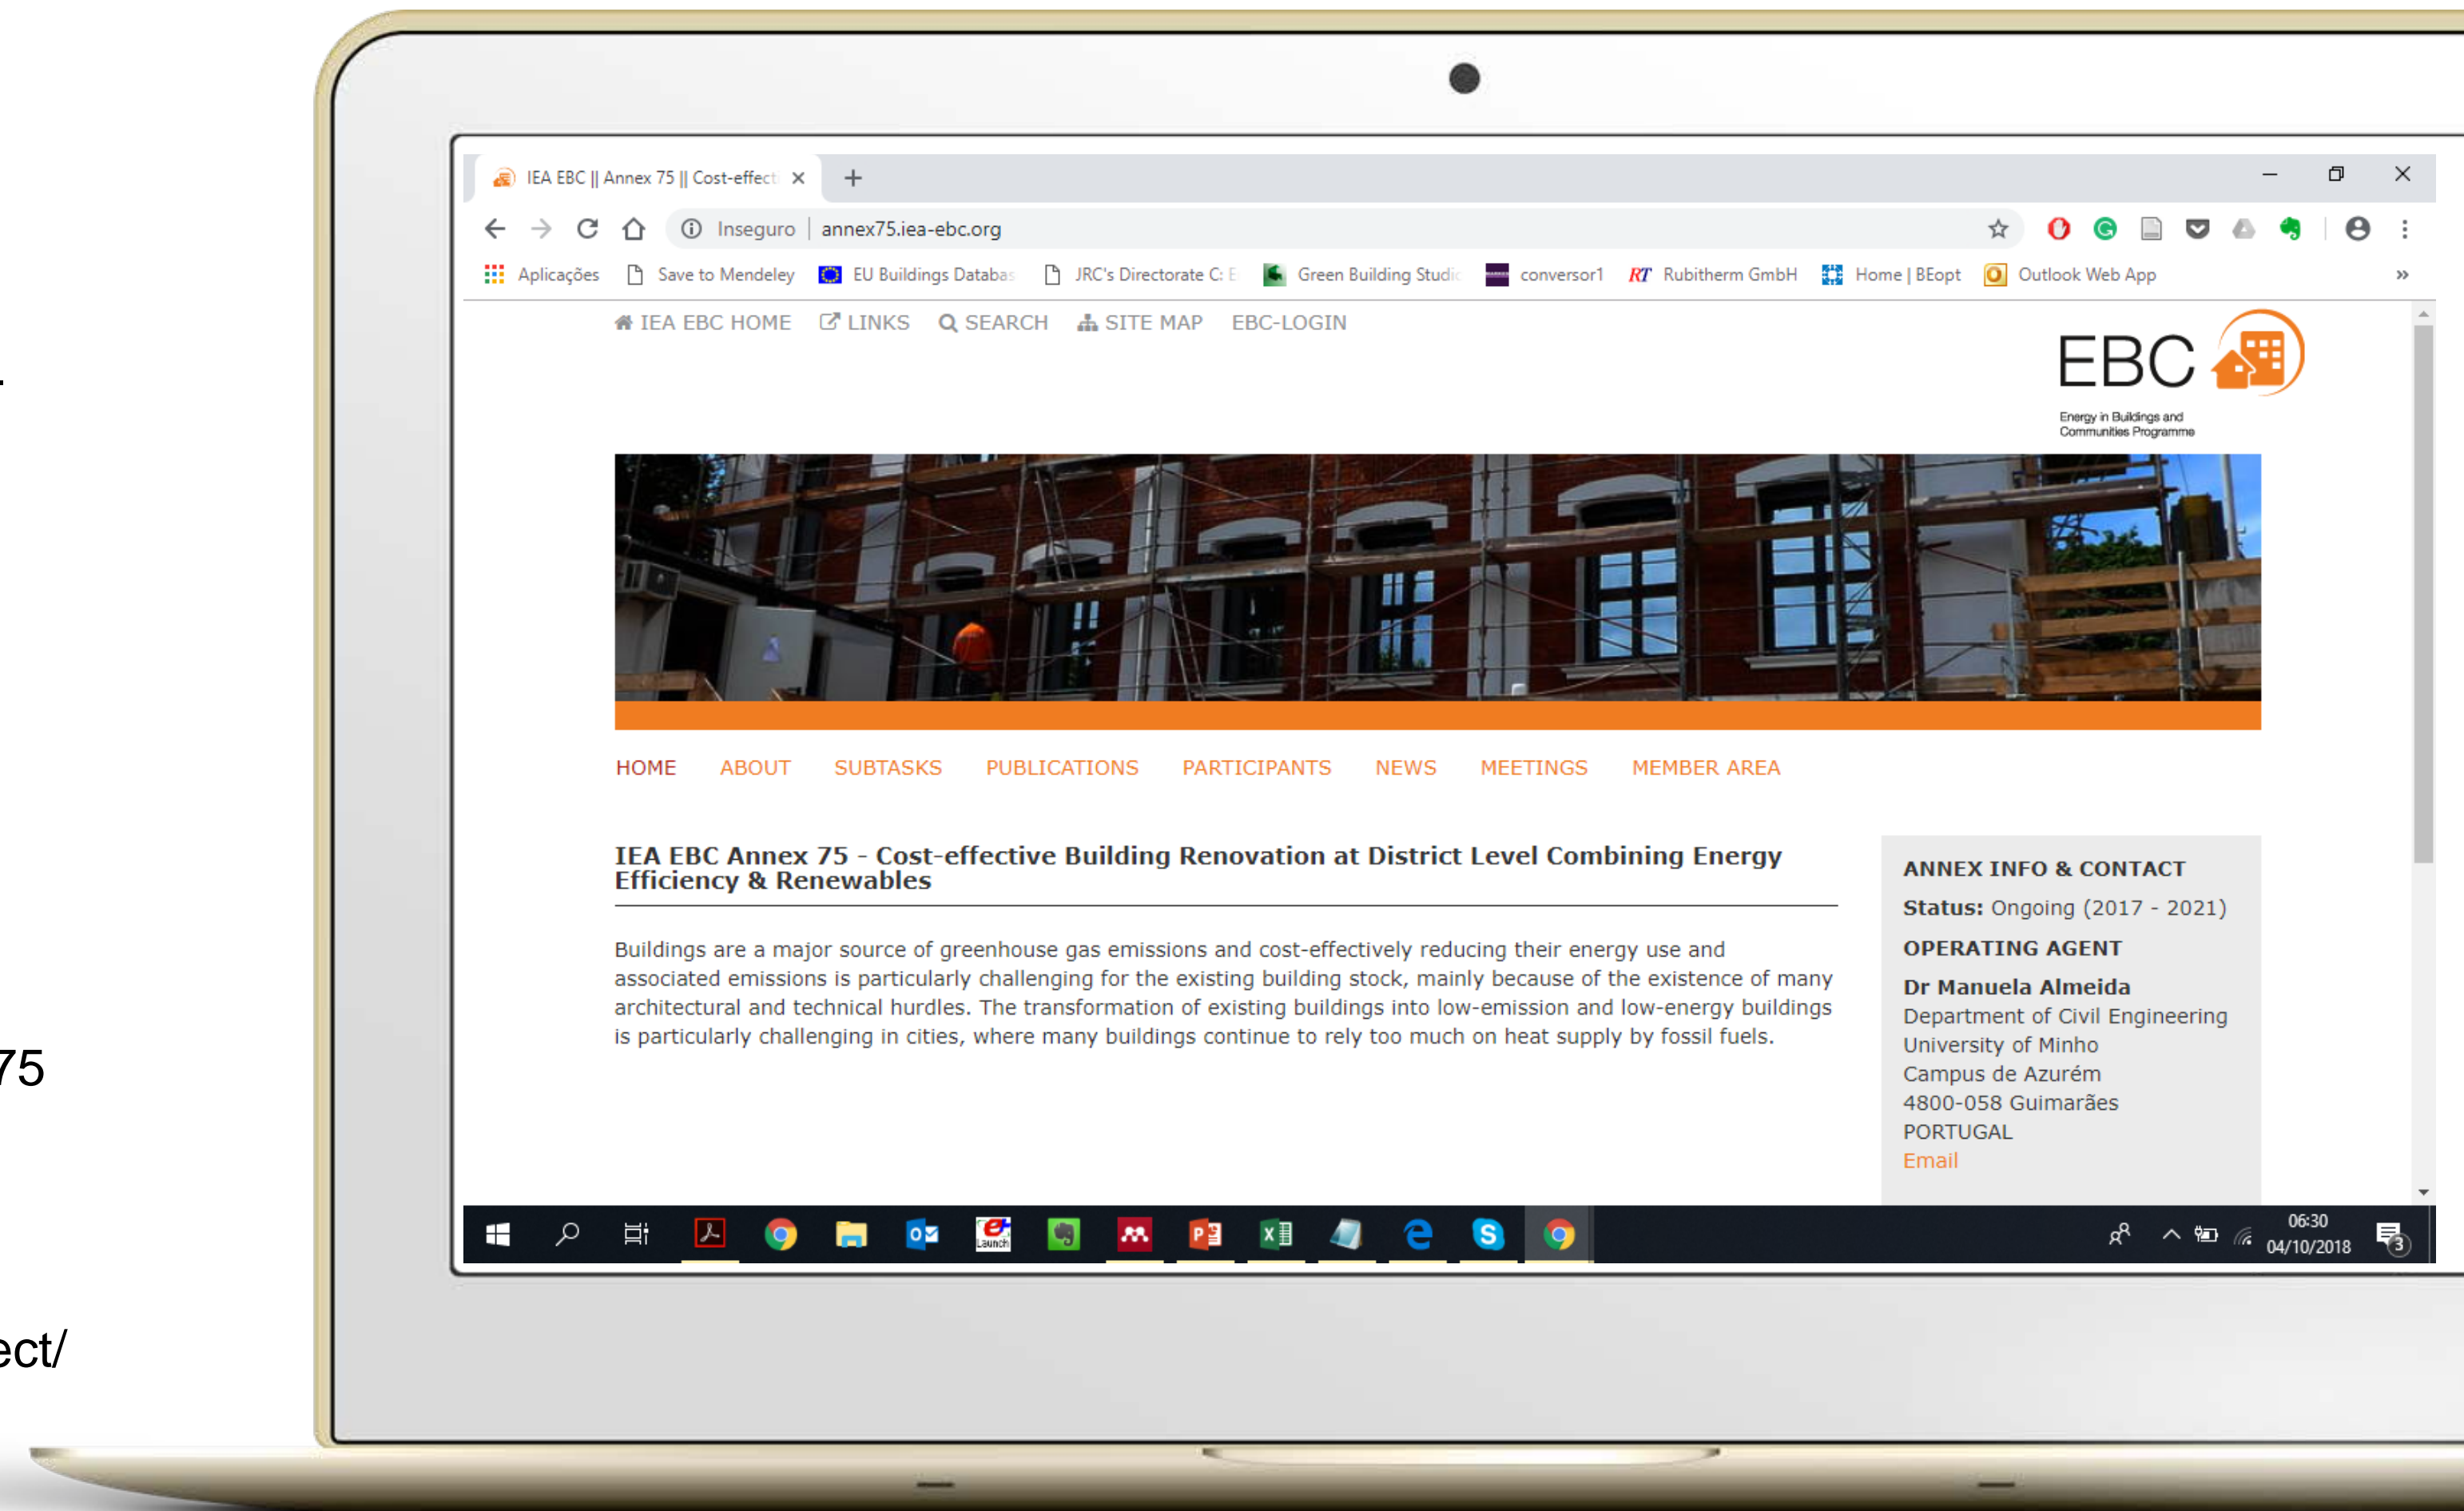 IEA EBC || Annex 75 || Cost-effect
Inseguro | annex75.iea-ebc.org
Aplicações Save to Mendeley EU Buildings Databas JRC's Directorate C: E Green Building Studio conversor1 RT Rubitherm GmbH Home | BEopt Outlook Web App »
IEA EBC HOME LINKS SEARCH SITE MAP EBC-LOGIN
EBC
Energy in Buildings and
Communities Programme
HOME ABOUT SUBTASKS PUBLICATIONS PARTICIPANTS NEWS MEETINGS MEMBER AREA
IEA EBC Annex 75 - Cost-effective Building Renovation at District Level Combining Energy
Efficiency & Renewables
Buildings are a major source of greenhouse gas emissions and cost-effectively reducing their energy use and
associated emissions is particularly challenging for the existing building stock, mainly because of the existence of many
architectural and technical hurdles. The transformation of existing buildings into low-emission and low-energy buildings
is particularly challenging in cities, where many buildings continue to rely too much on heat supply by fossil fuels.
ANNEX INFO & CONTACT
Status: Ongoing (2017 - 2021)
OPERATING AGENT
Dr Manuela Almeida
Department of Civil Engineering
University of Minho
Campus de Azurém
4800-058 Guimarães
PORTUGAL
Email
75
ect/
Launch
06:30
04/10/2018
3